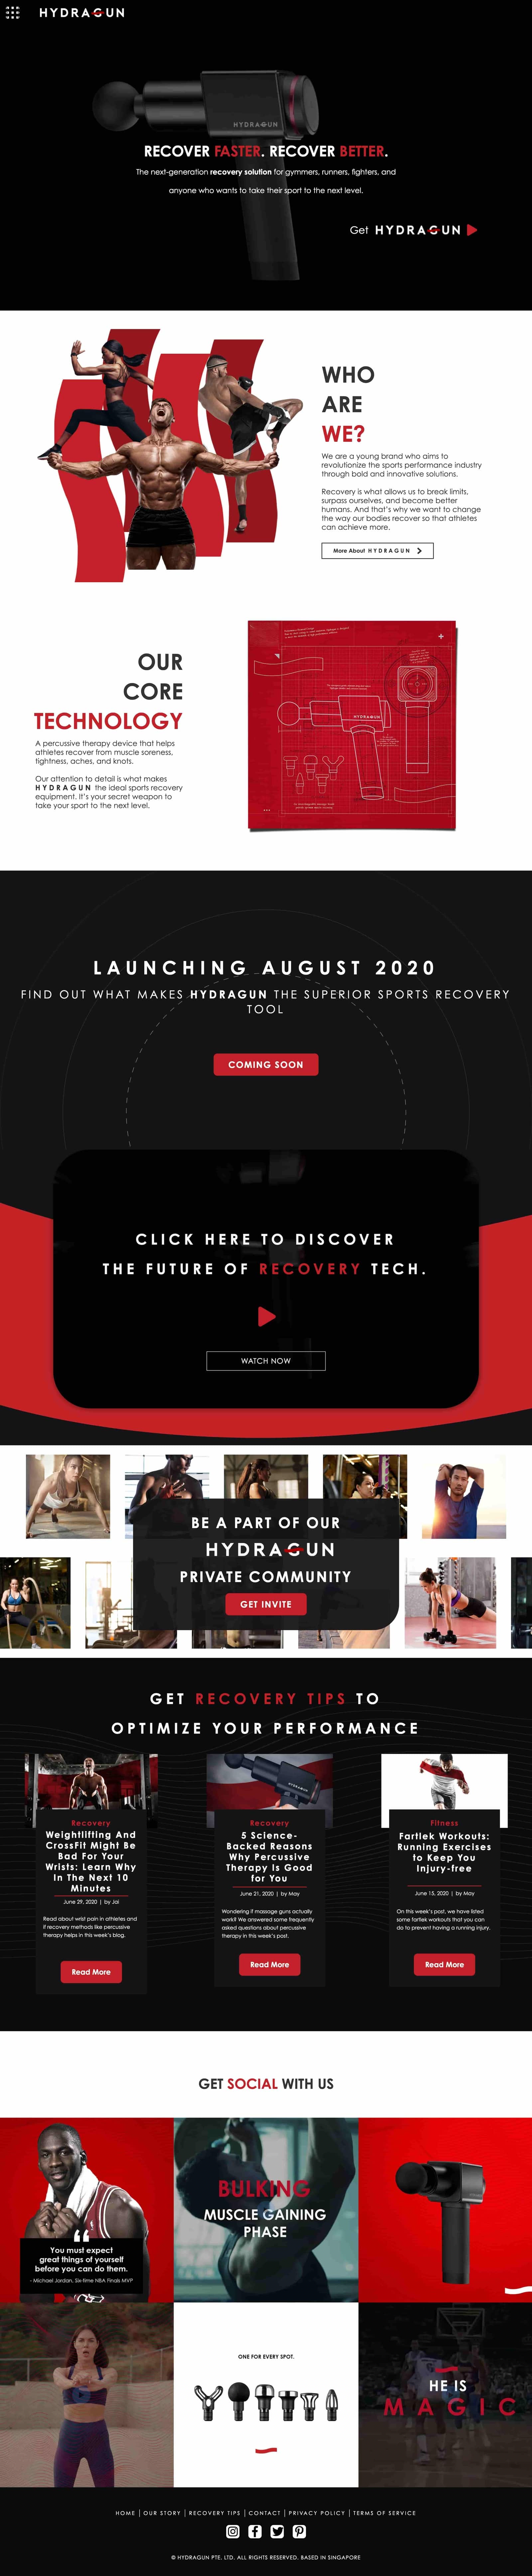 HYDRAGUN
HYDRAGUN
RECOVER FASTER. RECOVER BETTER.
The next-generation recovery solution for gymmers, runners, fighters, and
anyone who wants to take their sport to the next level.
Get HYDRAGUN
WHO
ARE
WE?
We are a young brand who aims to
revolutionize the sports performance industry
through bold and innovative solutions.
Recovery is what allows us to break limits,
surpass ourselves, and become better
humans. And that's why we want to change
the way our bodies recover so that athletes
can achieve more.
More About HYDRAGUN
OUR
CORE
TECHNOLOGY
A percussive therapy device that helps
athletes recover from muscle soreness,
tightness, aches, and knots.
Our attention to detail is what makes
HYDRAGUN the ideal sports recovery
equipment. It's your secret weapon to
take your sport to the next level.
HYDRAGUN
LAUNCHING AUGUST 2020
FIND OUT WHAT MAKES HYDRAGUN THE SUPERIOR SPORTS RECOVERY
TOOL
COMING SOON
CLICK HERE TO DISCOVER
THE FUTURE OF RECOVERY TECH.
WATCH NOW
BE A PART OF OUR
HYDRAGUN
PRIVATE COMMUNITY
GET INVITE
GET RECOVERY TIPS TO
OPTIMIZE YOUR PERFORMANCE
Recovery
Weightlifting And
CrossFit Might Be
Bad For Your
Wrists: Learn Why
In The Next 10
Minutes
June 29, 2020 | by Jai
Read about wrist pain in athletes and
if recovery methods like percussive
therapy helps in this week's blog.
Read More
HYDRAGUN
Recovery
5 Science-
Backed Reasons
Why Percussive
Therapy Is Good
for You
June 21, 2020 | by May
Wondering if massage guns actually
work? We answered some frequently
asked questions about percussive
therapy in this week's post.
Read More
Fitness
Fartlek Workouts:
Running Exercises
to Keep You
Injury-free
June 15, 2020 | by May
On this week's post, we have listed
some fartlek workouts that you can
do to prevent having a running injury.
Read More
GET SOCIAL WITH US
You must expect
great things of yourself
before you can do them.
- Michael Jordan, Six-time NBA Finals MVP
BULKING
MUSCLE GAINING
PHASE
ONE FOR EVERY SPOT.
HE IS
MAGIC
HOME | OUR STORY | RECOVERY TIPS | CONTACT | PRIVACY POLICY | TERMS OF SERVICE
© HYDRAGUN PTE. LTD. ALL RIGHTS RESERVED. BASED IN SINGAPORE